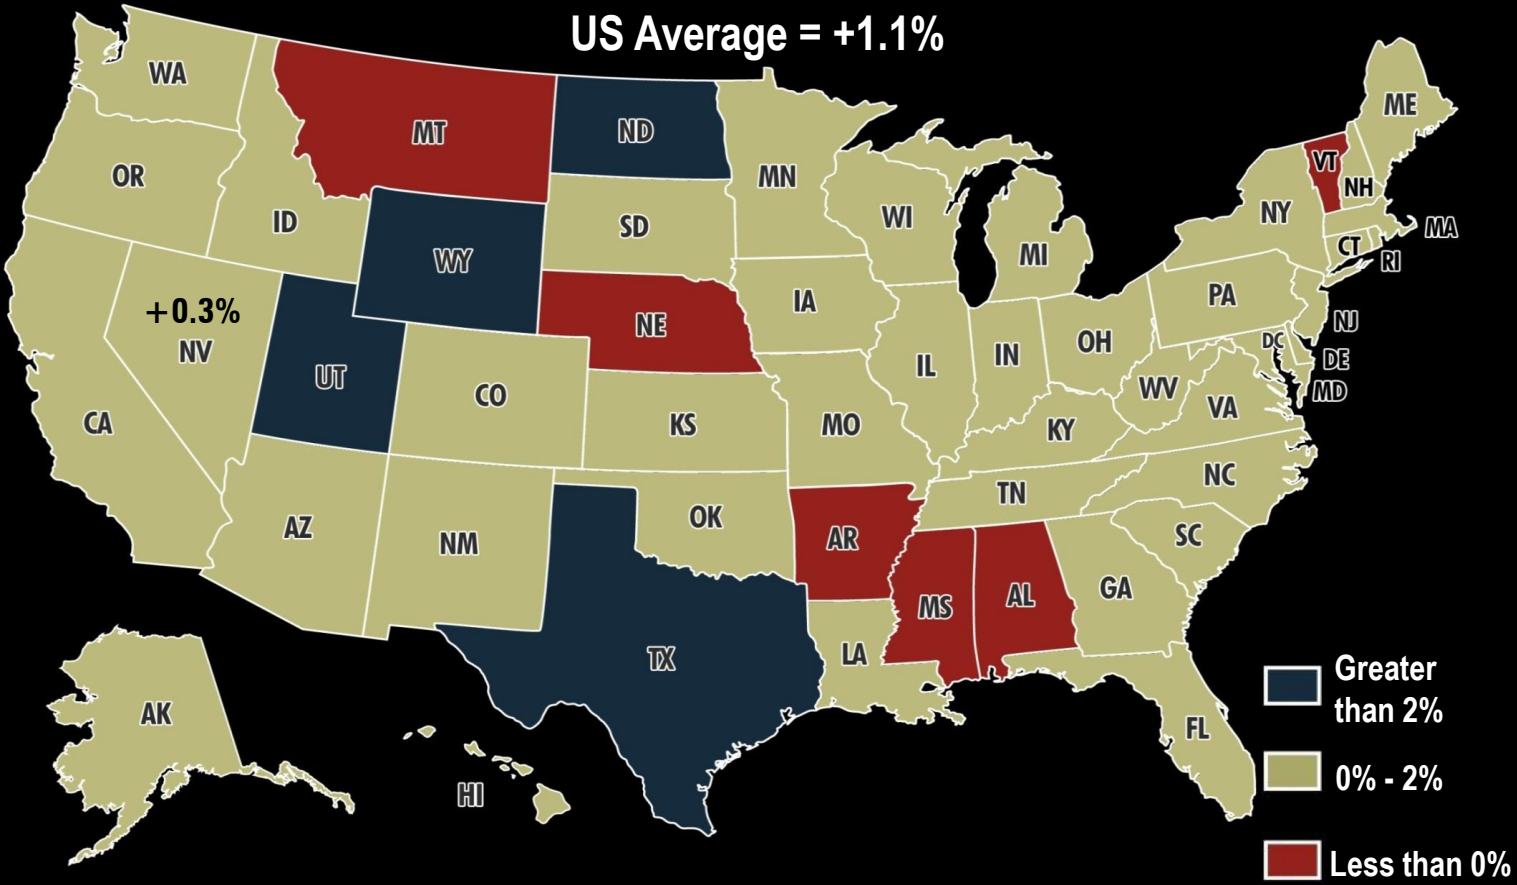 US Average = +1.1%
WA
MT
ND
ME
OR
MN
VT
NH
ID
WY
SD
WI
MI
NY
MA
CT
RI
+0.3%
NV
UT
NE
IA
PA
NJ
CA
CO
KS
MO
IL
IN
OH
DC
DE
MD
WV
VA
KY
AZ
NM
OK
AR
TN
NC
SC
MS
AL
GA
TX
LA
FL
AK
HI
Greater
than 2%
0% - 2%
Less than 0%